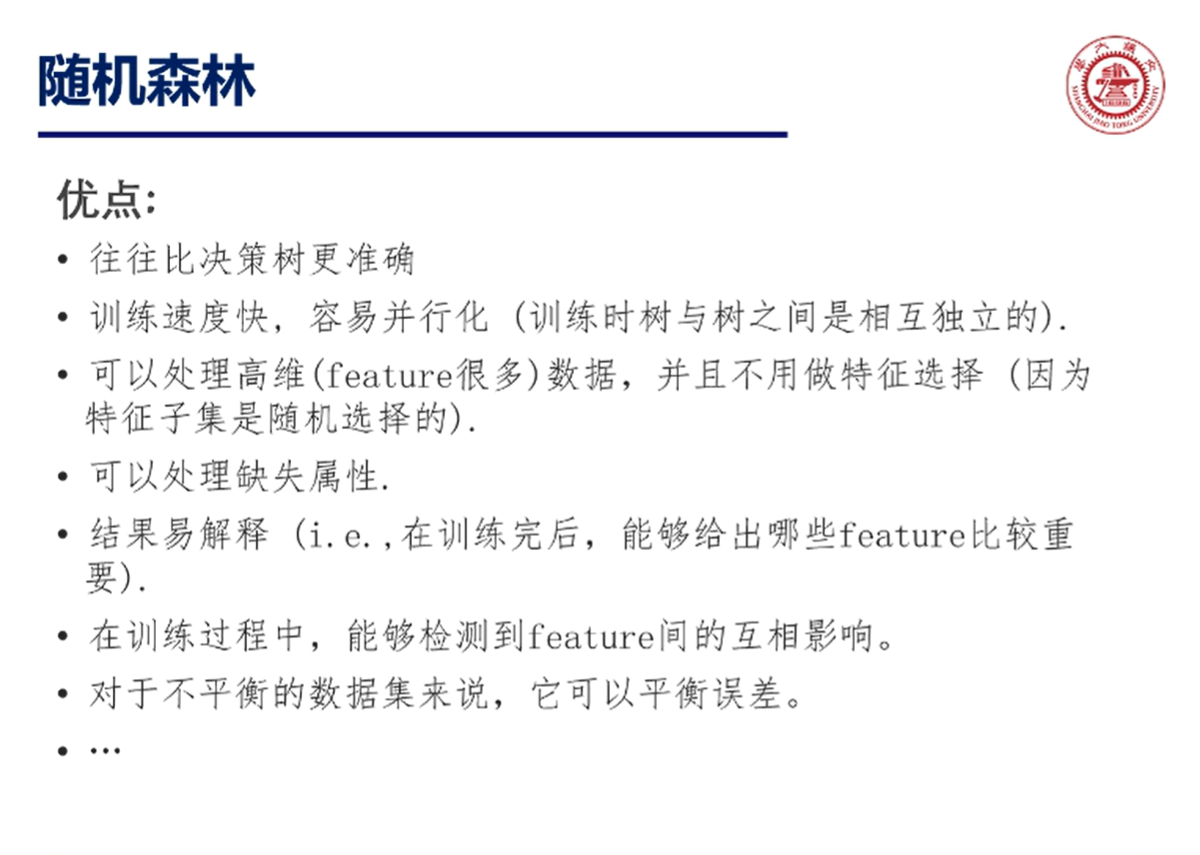 随机森林
SHANGHAI JIAO TONG UNIVERSITY
优点:
• 往往比决策树更准确
• 训练速度快, 容易并行化 (训练时树与树之间是相互独立的).
• 可以处理高维(feature很多)数据，并且不用做特征选择 (因为
特征子集是随机选择的).
• 可以处理缺失属性.
• 结果易解释 (i.e.,在训练完后，能够给出哪些feature比较重
要).
• 在训练过程中，能够检测到feature间的互相影响。
• 对于不平衡的数据集来说，它可以平衡误差。
• …